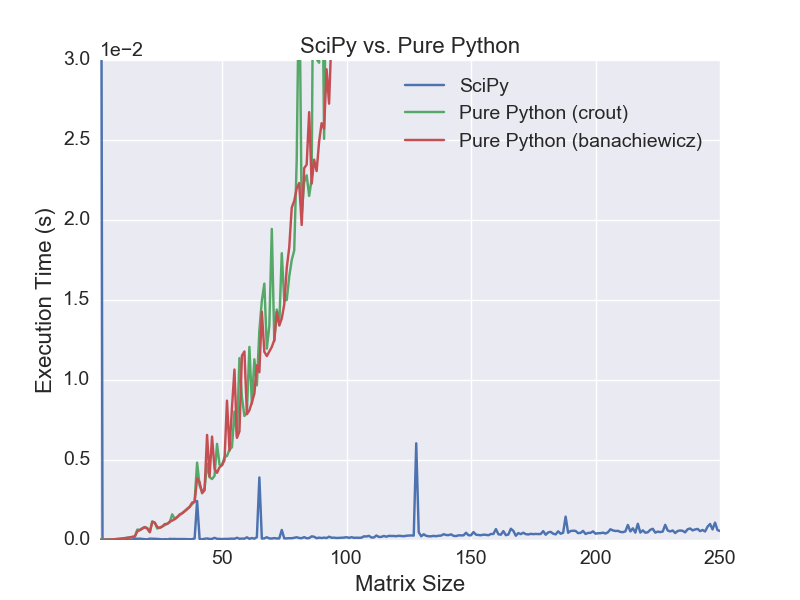 SciPy vs. Pure Python
1e−2
3.0
2.5
2.0
1.5
1.0
0.5
0.0
Execution Time (s)
SciPy
Pure Python (crout)
Pure Python (banachiewicz)
50
100
150
200
250
Matrix Size